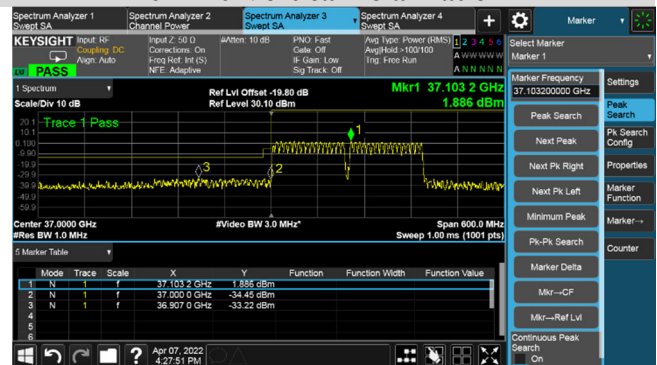 Spectrum Analyzer 1
Swept SA
Spectrum Analyzer 2
Channel Power
Spectrum Analyzer 3
Swept SA
Spectrum Analyzer 4
Swept SA
+
Marker
KEYSIGHT
Input: RF
Coupling: DC
Align: Auto
Input Z: 50 Ω
Corrections: On
Freq Ref: Int (S)
NFE: Adaptive
#Atten: 10 dB
PNO: Fast
Gate: Off
IF Gain: Low
Sig Track: Off
Avg Type: Power (RMS)
Avg|Hold: >100/100
Trig: Free Run
1 2 3 4 5 6
A W W W W W
A N N N N N
LU PASS
Select Marker
Marker 1
Marker Frequency
37.103200000 GHz
Settings
Peak Search
Next Peak
Next Pk Right
Next Pk Left
Minimum Peak
Pk-Pk Search
Marker Delta
Mkr→CF
Mkr→Ref Lvl
Continuous Peak
Search
On
Peak
Search
Pk Search
Config
Properties
Marker
Function
Marker→
Counter
1 Spectrum
Scale/Div 10 dB
Ref Lvl Offset -19.80 dB
Ref Level 30.10 dBm
Mkr1 37.103 2 GHz
1.886 dBm
Trace 1 Pass
20.1
10.1
0.100
-9.90
-19.9
-29.9
-39.9
-49.9
-59.9
1
2
3
Center 37.0000 GHz
#Res BW 1.0 MHz
#Video BW 3.0 MHz*
Span 600.0 MHz
Sweep 1.00 ms (1001 pts)
5 Marker Table
Mode Trace Scale X Y Function Function Width Function Value
1 N 1 f 37.103 2 GHz 1.886 dBm
2 N 1 f 37.000 0 GHz -34.45 dBm
3 N 1 f 36.907 0 GHz -33.22 dBm
4
5
6
?
Apr 07, 2022
4:27:51 PM